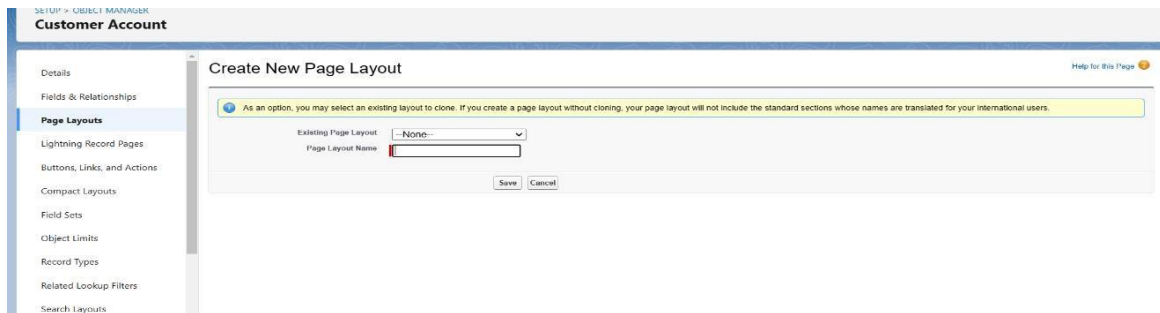 SETUP > OBJECT MANAGER
Customer Account
Details
Fields & Relationships
Page Layouts
Lightning Record Pages
Buttons, Links, and Actions
Compact Layouts
Field Sets
Object Limits
Record Types
Related Lookup Filters
Search Layouts
Create New Page Layout
Help for this Page
As an option, you may select an existing layout to clone. If you create a page layout without cloning, your page layout will not include the standard sections whose names are translated for your international users.
Existing Page Layout --None--
Page Layout Name
Save Cancel